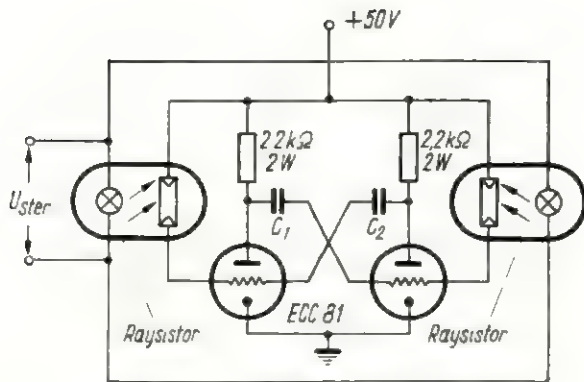 +50V
2,2kΩ
2W
2,2kΩ
2W
Uster
C1
C2
ECC 81
Raysistor
Raysistor